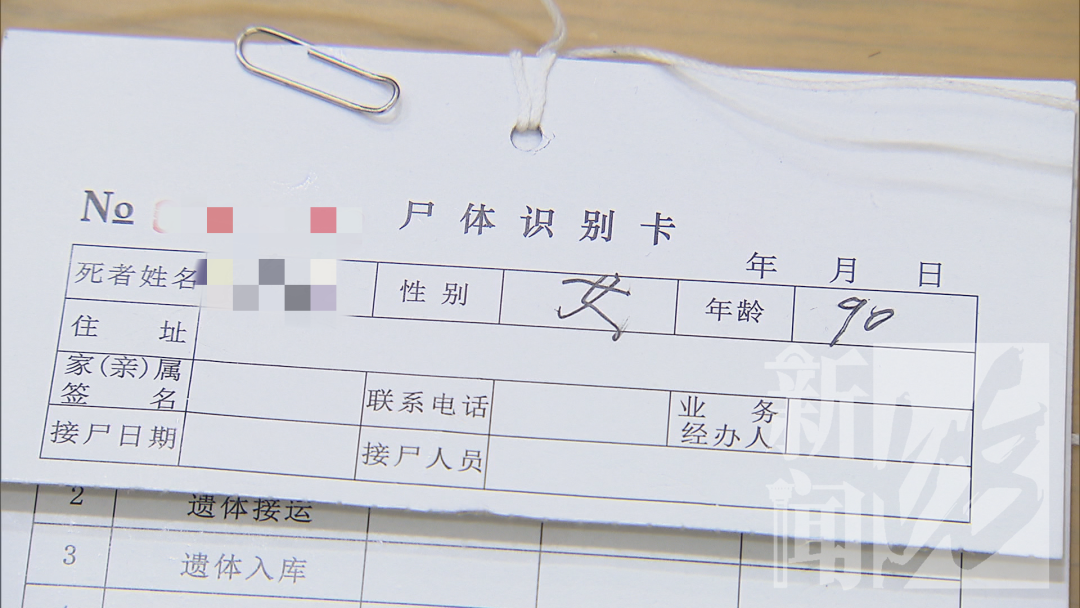 No 尸体识别卡
年 月 日
死者姓名 性别 女 年龄 90
住址
家(亲)属签名 联系电话 业务经办人
接尸日期 接尸人员
2 遗体接运
3 遗体入库
新闻